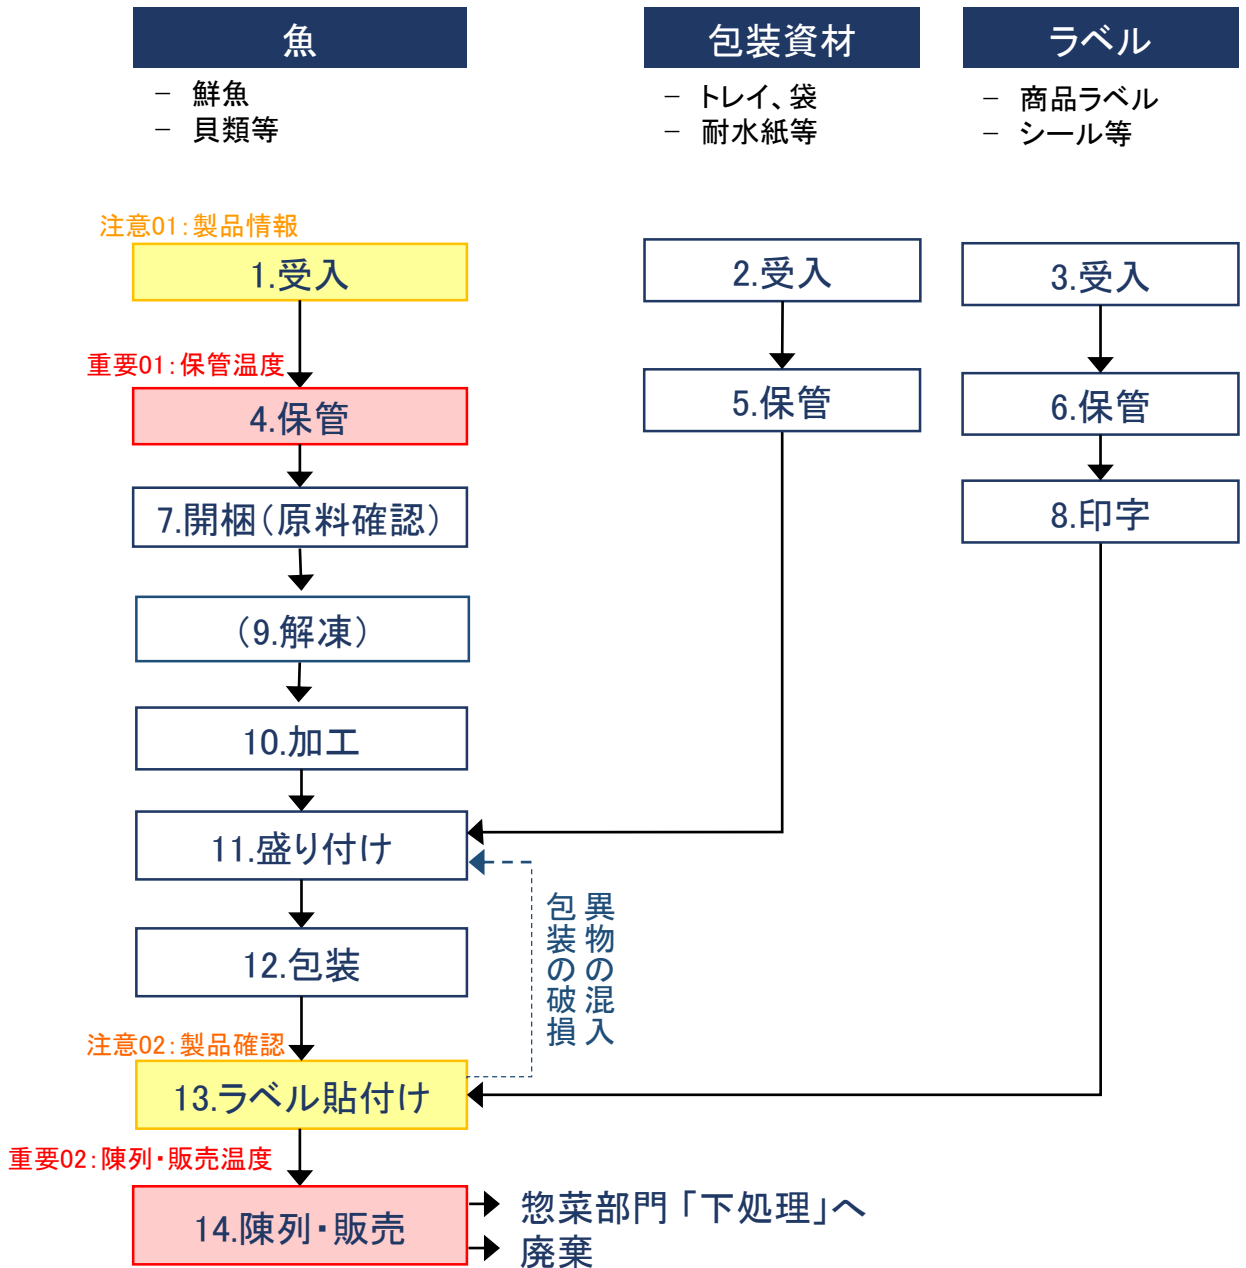 魚
包装資材
ラベル
－ 鮮魚
－ 貝類等
－ トレイ、袋
－ 耐水紙等
－ 商品ラベル
－ シール等
注意01：製品情報
1.受入
2.受入
3.受入
重要01：保管温度
4.保管
5.保管
6.保管
7.開梱（原料確認）
8.印字
（9.解凍）
10.加工
11.盛り付け
異物の混入
包装の破損
12.包装
注意02：製品確認
13.ラベル貼付け
重要02：陳列・販売温度
14.陳列・販売
惣菜部門「下処理」へ
廃棄